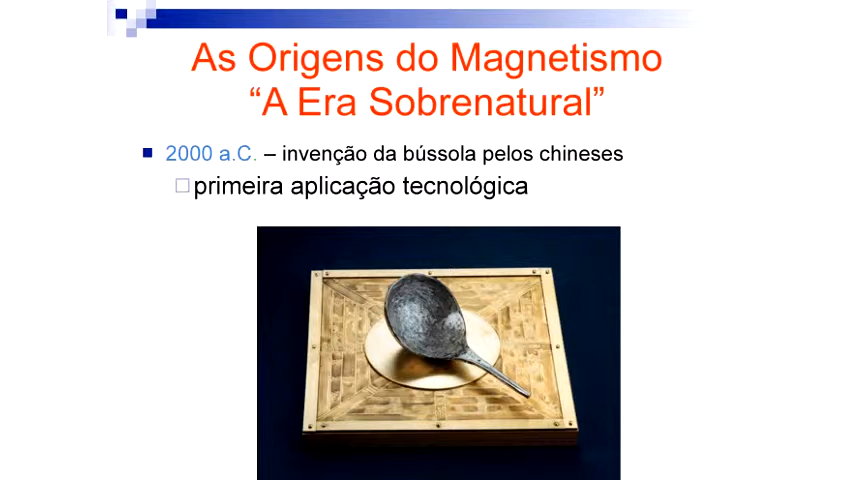 As Origens do Magnetismo
“A Era Sobrenatural”
2000 a.C. – invenção da bússola pelos chineses
primeira aplicação tecnológica